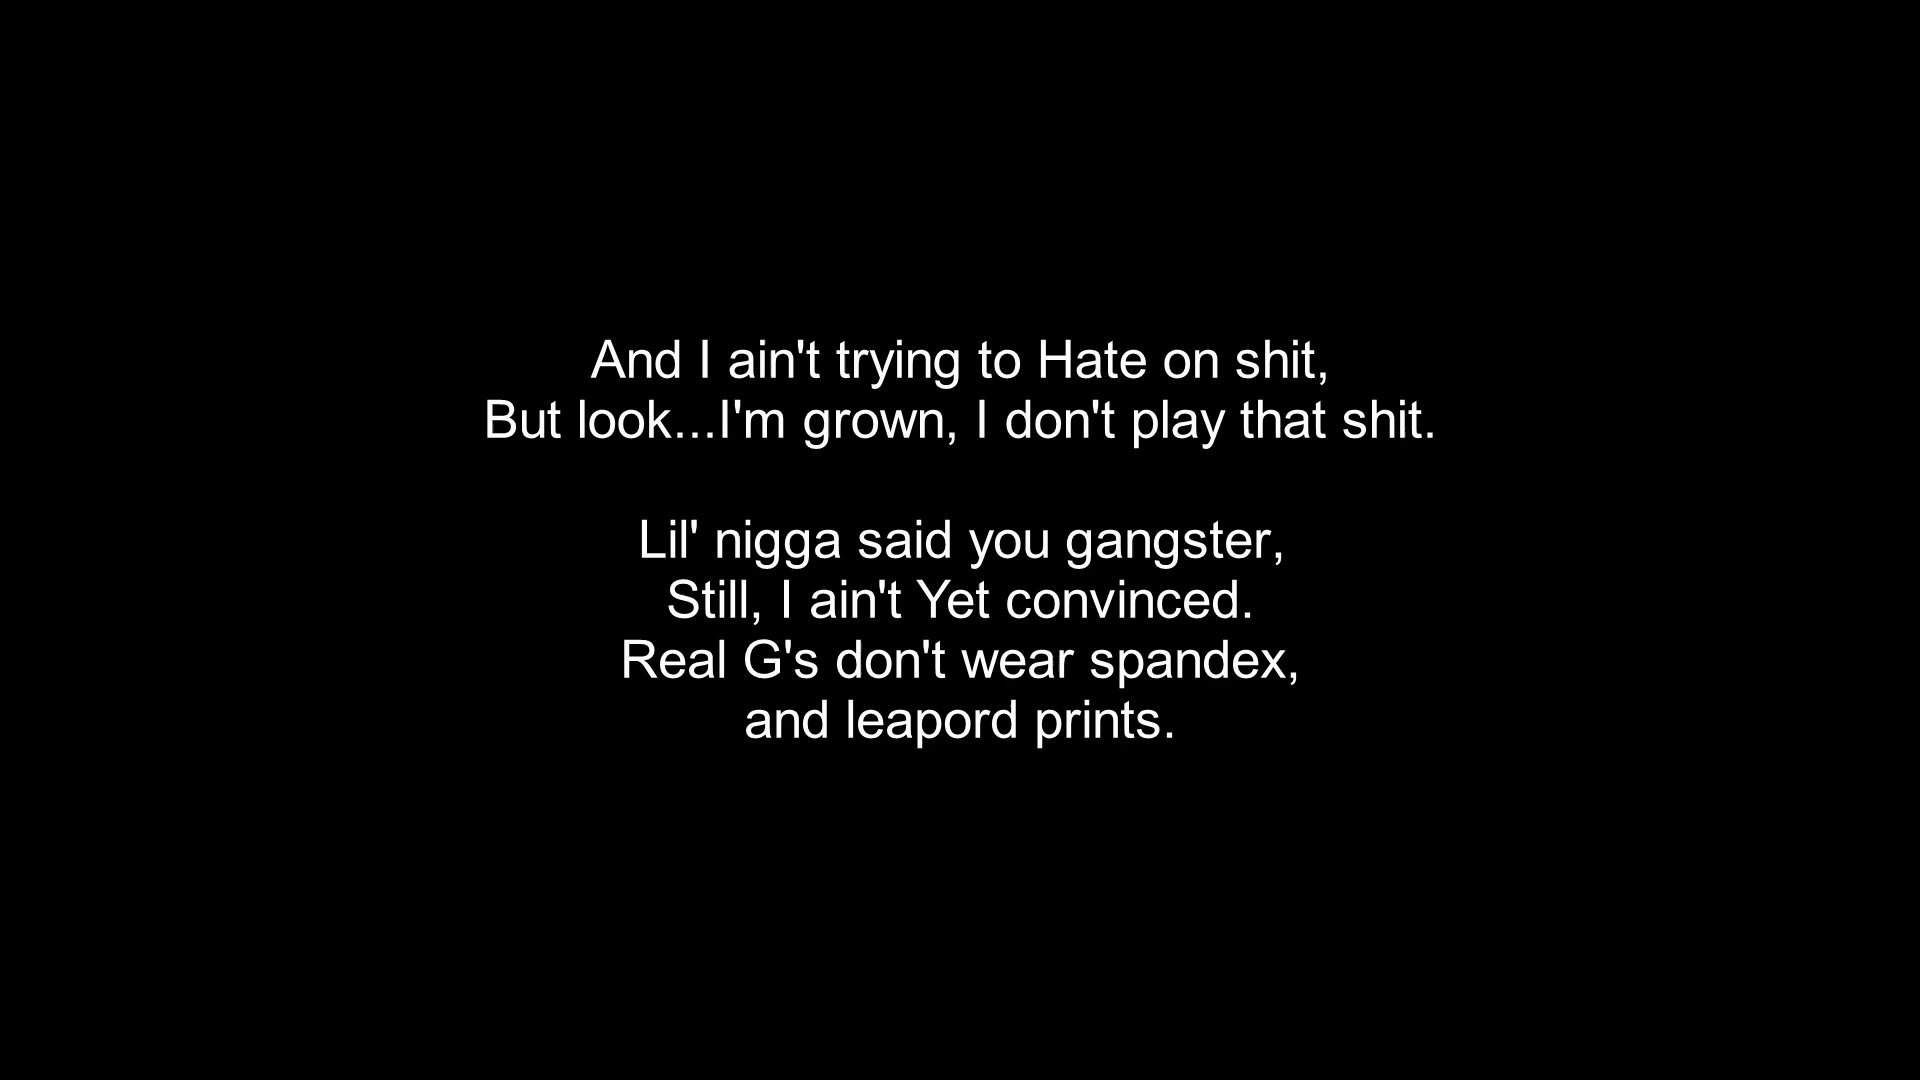 And I ain't trying to Hate on shit,
But look...I'm grown, I don't play that shit.
Lil' nigga said you gangster,
Still, I ain't Yet convinced.
Real G's don't wear spandex,
and leapord prints.